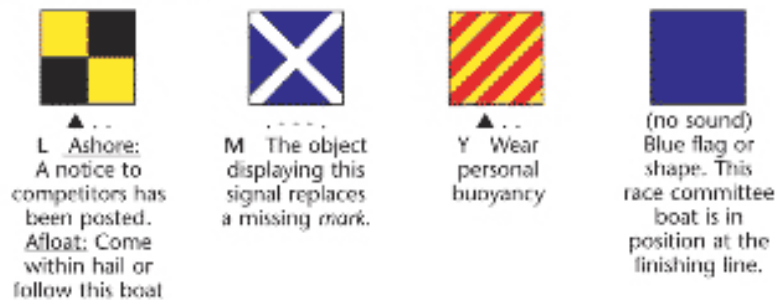 L Ashore:
A notice to
competitors has
been posted.
Afloat: Come
within hail or
follow this boat
M The object
displaying this
signal replaces
a missing mark.
Y Wear
personal
buoyancy
(no sound)
Blue flag or
shape. This
race committee
boat is in
position at the
finishing line.